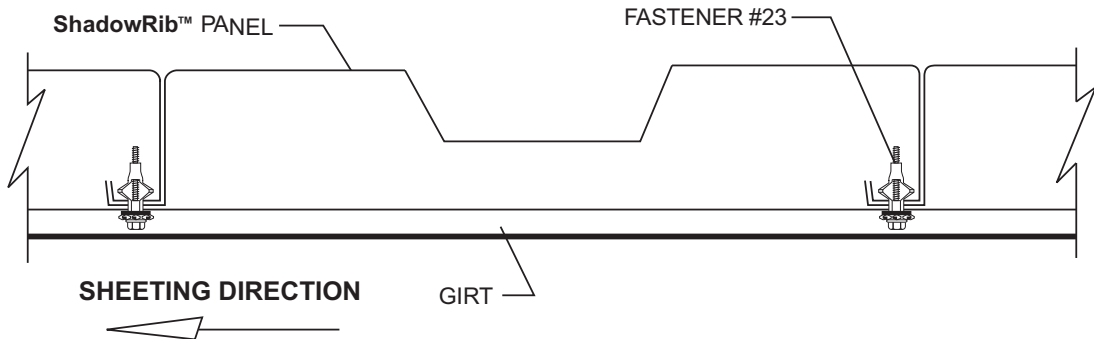 ShadowRib™ PANEL
FASTENER #23
SHEETING DIRECTION
GIRT